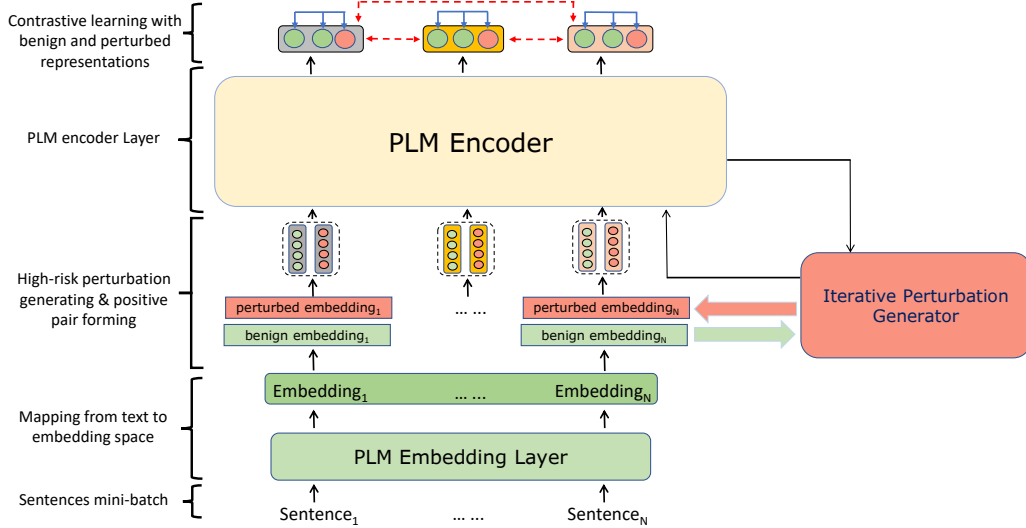 Contrastive learning with
benign and perturbed
representations
PLM encoder Layer
PLM Encoder
High-risk perturbation
generating & positive
pair forming
perturbed embedding₁
... ...
perturbed embeddingN
benign embedding₁
benign embeddingN
Iterative Perturbation
Generator
Mapping from text to
embedding space
Embedding₁
... ...
EmbeddingN
PLM Embedding Layer
Sentences mini-batch
Sentence₁
... ...
SentenceN